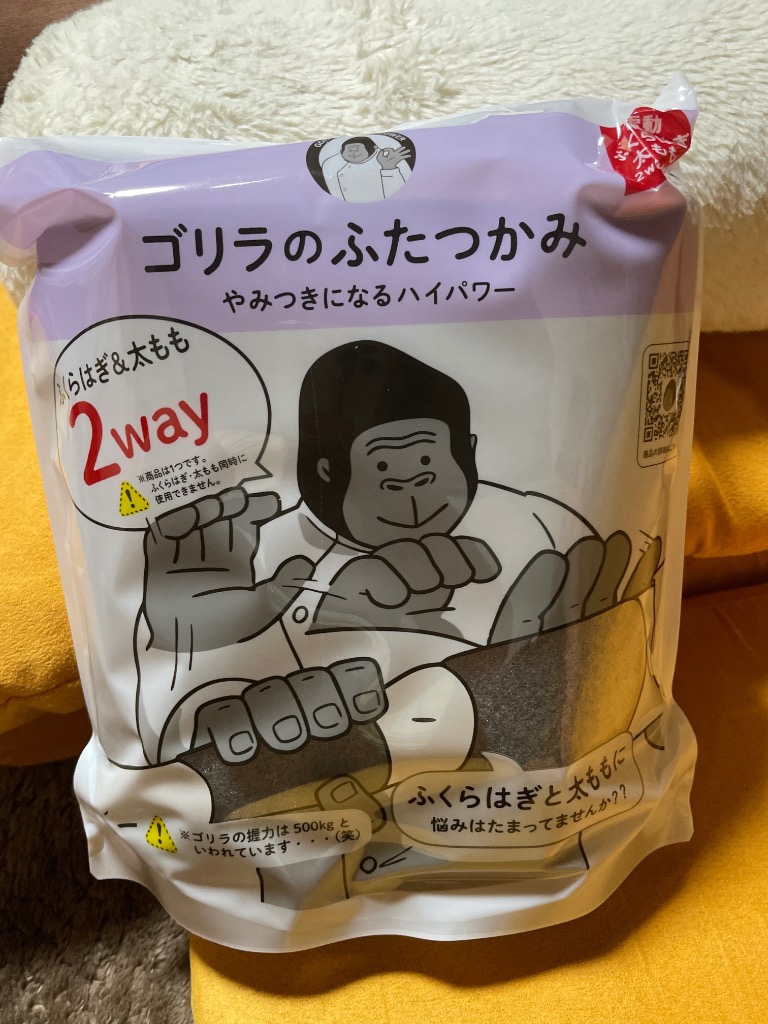 ゴリラのふたつかみ
やみつきになるハイパワー
ふくらはぎ&太もも
2way
※商品は1つです。
ふくらはぎ・太もも同時に
使用できません。
ふくらはぎと太ももに
悩みはたまってませんか??
※ゴリラの握力は500kgと
いわれています・・・(笑)